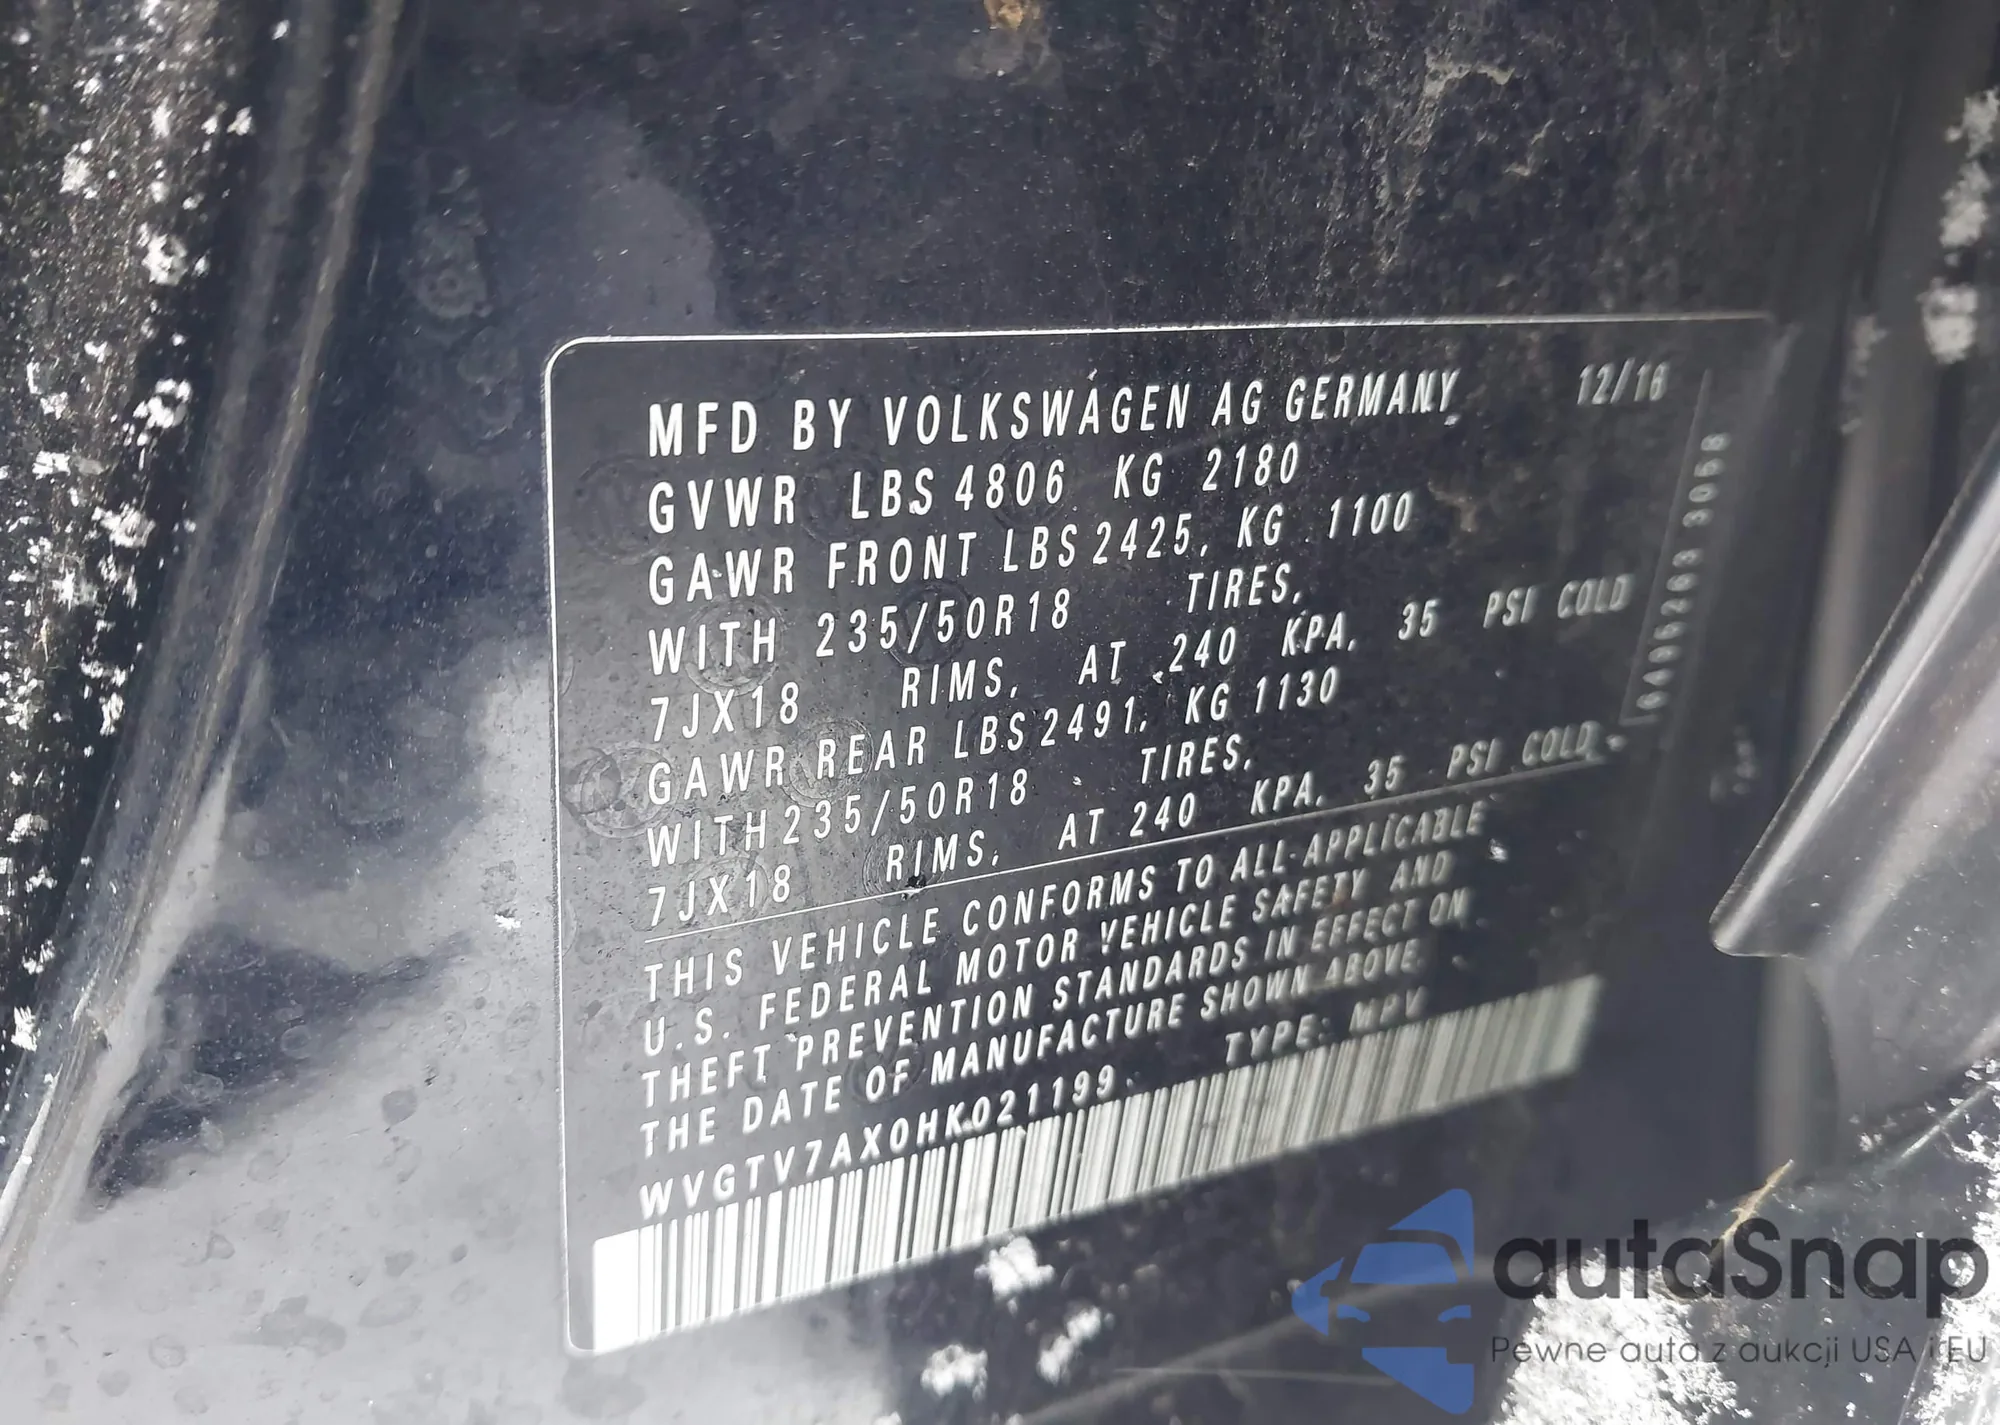 MFD BY VOLKSWAGEN AG GERMANY 12/16
GVWR LBS 4806 KG 2180
GAWR FRONT LBS 2425, KG 1100
WITH 235/50R18 TIRES,
7JX18 RIMS, AT 240 KPA, 35 PSI COLD
GAWR REAR LBS 2491, KG 1130
WITH 235/50R18 TIRES,
7JX18 RIMS, AT 240 KPA, 35 PSI COLD
THIS VEHICLE CONFORMS TO ALL APPLICABLE
U.S. FEDERAL MOTOR VEHICLE SAFETY AND
THEFT PREVENTION STANDARDS IN EFFECT ON
THE DATE OF MANUFACTURE SHOWN ABOVE.
WVGTV7AX0HK021199 TYPE: MPV
autaSnap
Pewne auta z aukcji USA i EU